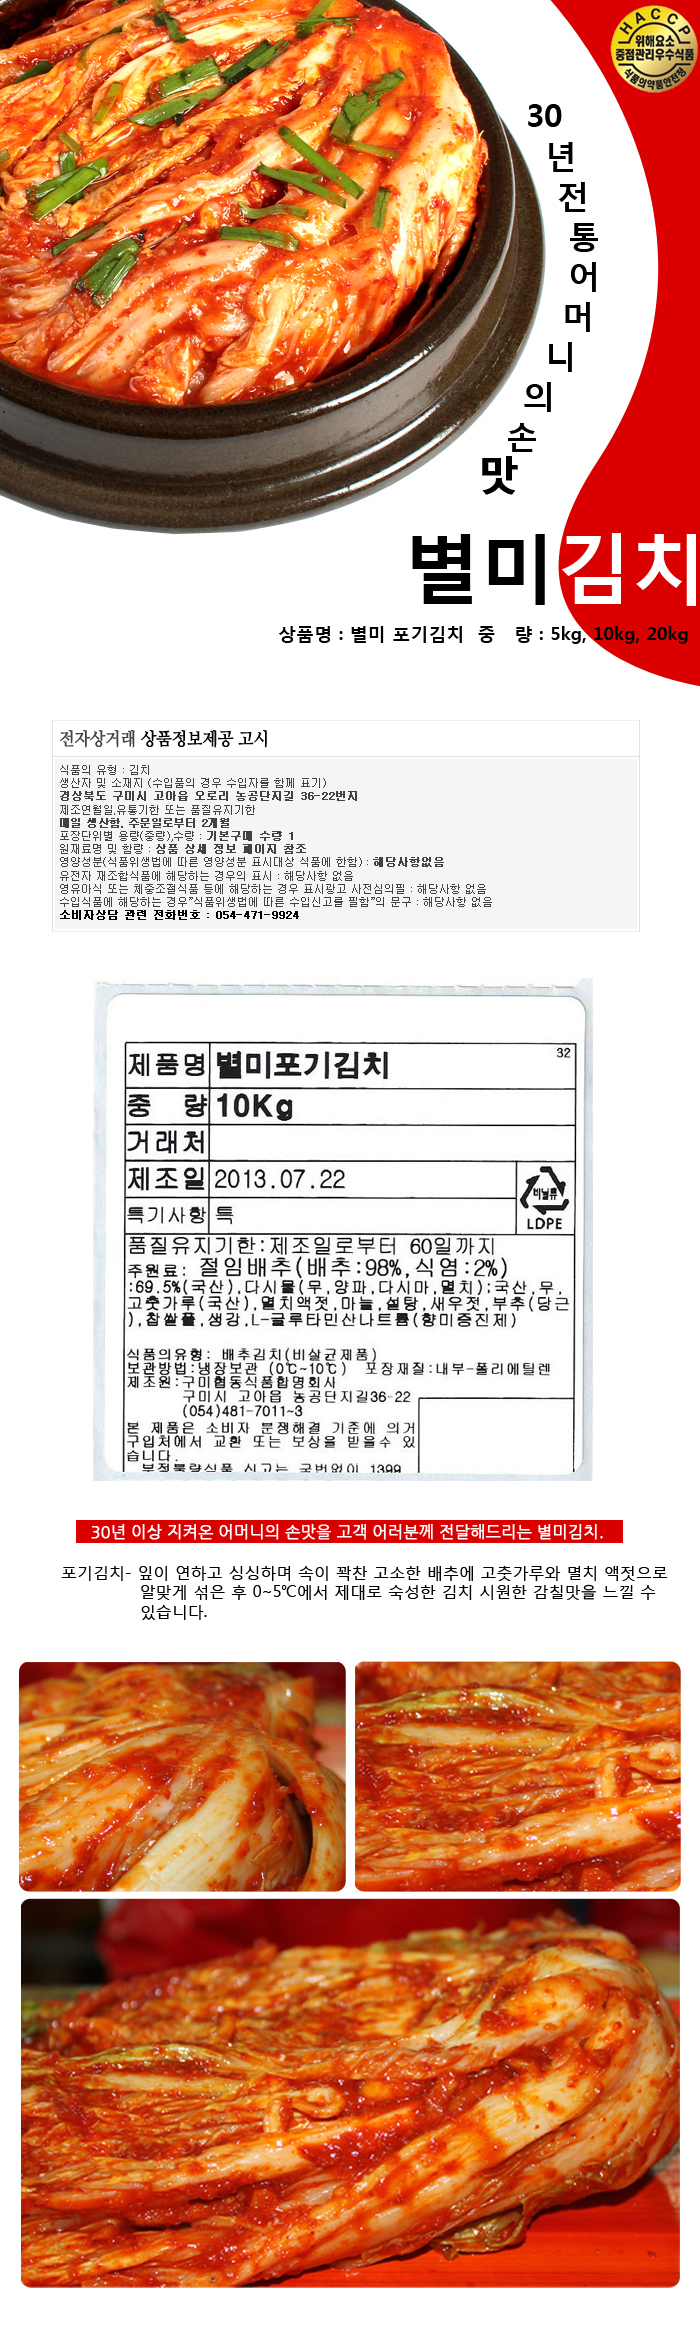 HACCP
위해요소
중점관리우수식품
식품의약품안전청
30
년
전
통
어
머
니
의
손
맛
별미김치
상품명 : 별미 포기김치 중 량 : 5kg, 10kg, 20kg
전자상거래 상품정보제공 고시
식품의 유형 : 김치
생산자 및 소재지 (수입품의 경우 수입자를 함께 표기)
경상북도 구미시 고아읍 오로리 농공단지길 36-22번지
제조연월일,유통기한 또는 품질유지기한
매일 생산함, 주문일로부터 2개월
포장단위별 용량(중량),수량 : 기본구매 수량 1
원재료명 및 함량 : 상품 상세 정보 페이지 참조
영양성분(식품위생법에 따른 영양성분 표시대상 식품에 한함) : 해당사항없음
유전자 재조합식품에 해당하는 경우의 표시 : 해당사항 없음
영유아식 또는 체중조절식품 등에 해당하는 경우 표시광고 사전심의필 : 해당사항 없음
수입식품에 해당하는 경우"식품위생법에 따른 수입신고를 필함"의 문구 : 해당사항 없음
소비자상담 관련 전화번호 : 054-471-9924
제품명 별미포기김치 32
중 량 10Kg
거래처
제조일 2013.07.22
비닐류
LDPE
특기사항 특
품질유지기한:제조일로부터 60일까지
주원료: 절임배추(배추:98%,식염:2%)
:69.5%(국산),다시물(무,양파,다시마,멸치):국산,무,
고춧가루(국산),멸치액젓,마늘,설탕,새우젓,부추(당근
),찹쌀풀,생강,L-글루타민산나트륨(향미증진제)
식품의유형: 배추김치(비살균제품)
보관방법:냉장보관 (0℃~10℃) 포장재질:내부-폴리에틸렌
제조원:구미협동식품합명회사
구미시 고아읍 농공단지길36-22
(054)481-7011~3
본 제품은 소비자 분쟁해결 기준에 의거
구입처에서 교환 또는 보상을 받을수 있
습니다.
부정불량식품 신고는 국번없이 1399
30년 이상 지켜온 어머니의 손맛을 고객 여러분께 전달해드리는 별미김치.
포기김치- 잎이 연하고 싱싱하며 속이 꽉찬 고소한 배추에 고춧가루와 멸치 액젓으로
알맞게 섞은 후 0~5℃에서 제대로 숙성한 김치 시원한 감칠맛을 느낄 수
있습니다.